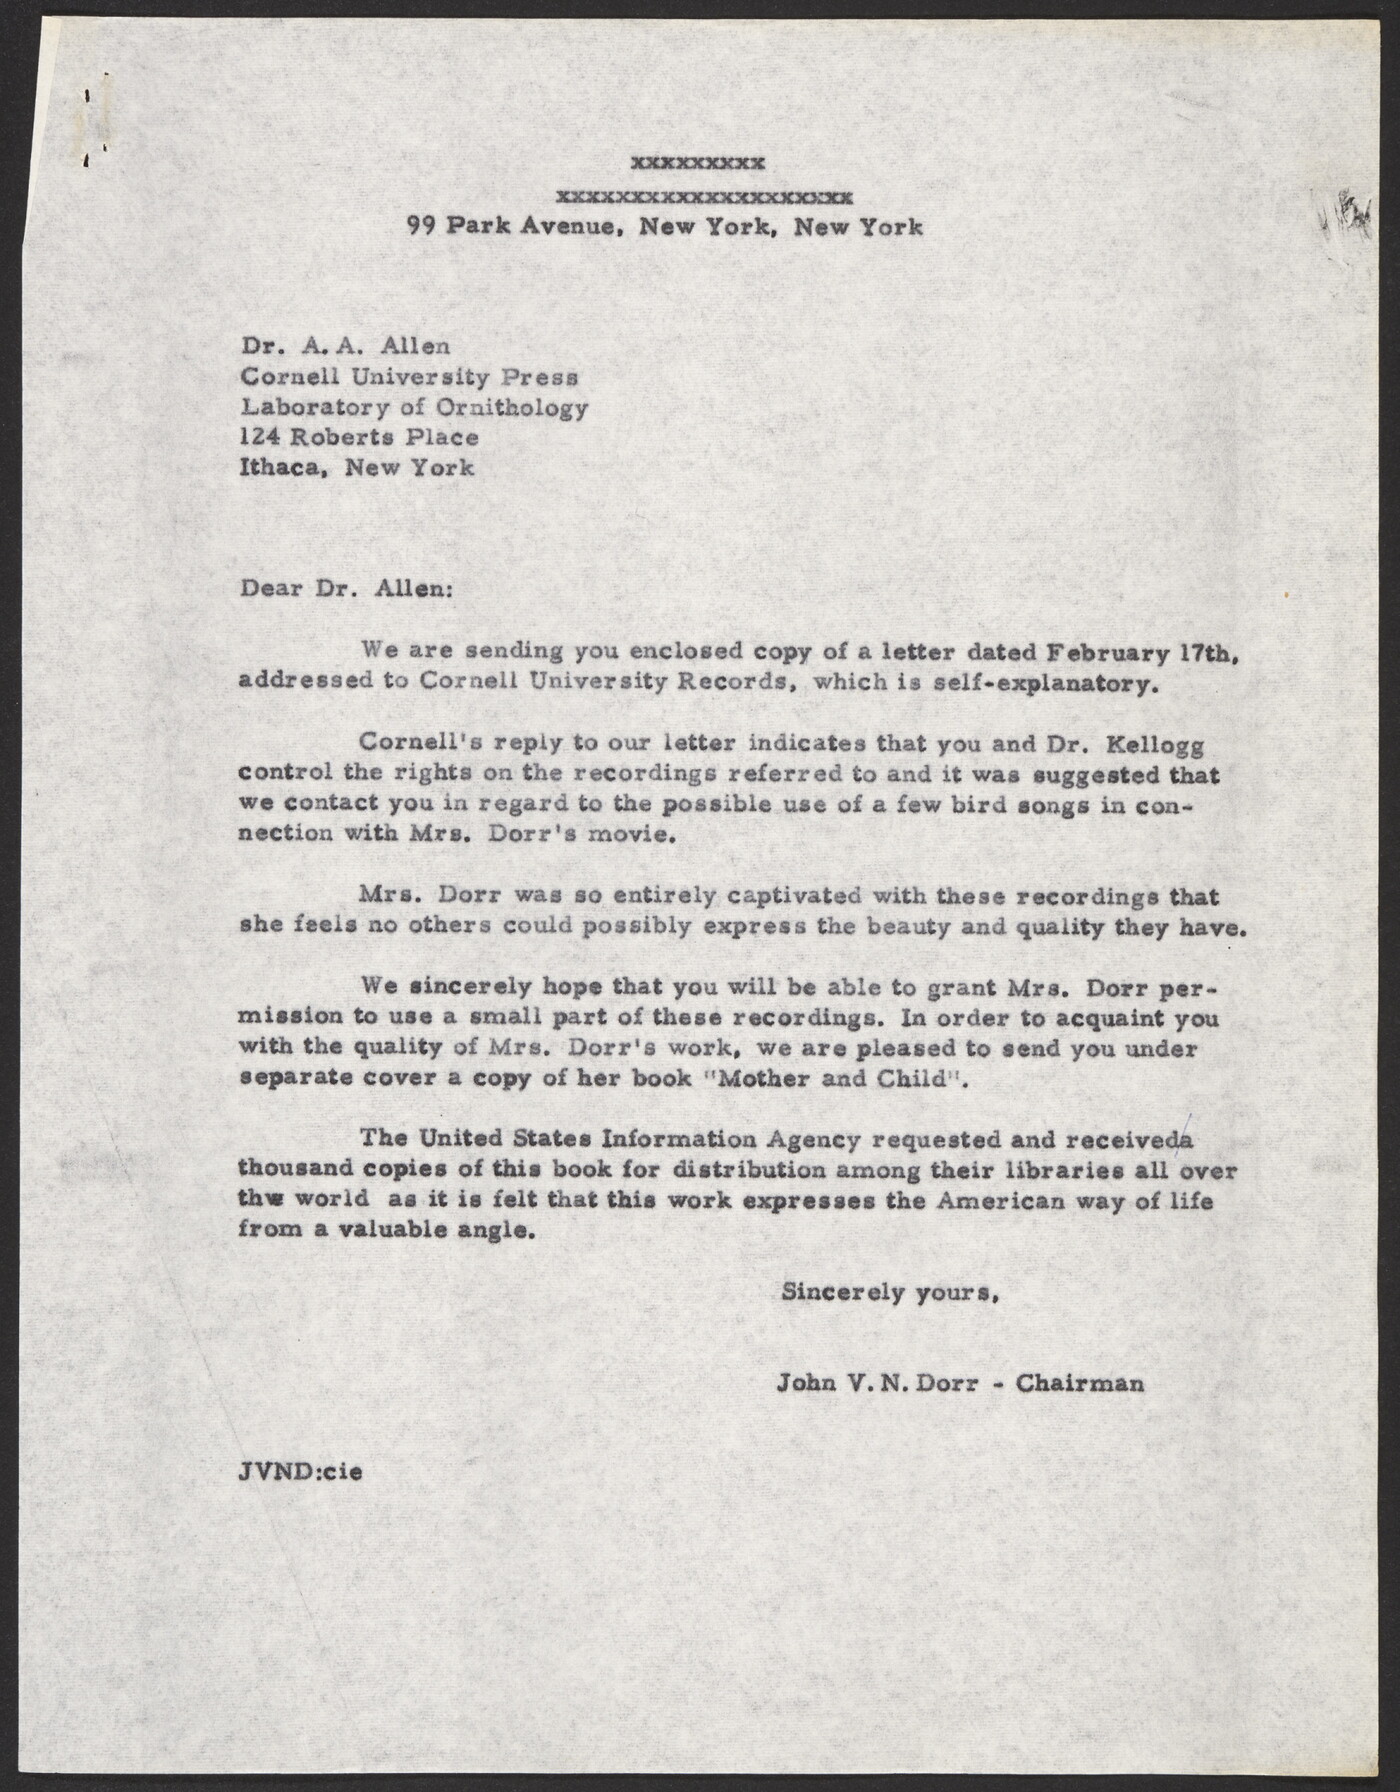 xxxxxxxxx
xxxxxxxxxxxxxxxxxxxx
99 Park Avenue, New York, New York
Dr. A. A. Allen
Cornell University Press
Laboratory of Ornithology
124 Roberts Place
Ithaca, New York
Dear Dr. Allen:
We are sending you enclosed copy of a letter dated February 17th,
addressed to Cornell University Records, which is self-explanatory.
Cornell's reply to our letter indicates that you and Dr. Kellogg
control the rights on the recordings referred to and it was suggested that
we contact you in regard to the possible use of a few bird songs in con-
nection with Mrs. Dorr's movie.
Mrs. Dorr was so entirely captivated with these recordings that
she feels no others could possibly express the beauty and quality they have.
We sincerely hope that you will be able to grant Mrs. Dorr per-
mission to use a small part of these recordings. In order to acquaint you
with the quality of Mrs. Dorr's work, we are pleased to send you under
separate cover a copy of her book "Mother and Child".
The United States Information Agency requested and received/a
thousand copies of this book for distribution among their libraries all over
thw world as it is felt that this work expresses the American way of life
from a valuable angle.
Sincerely yours,
John V. N. Dorr - Chairman
JVND:cie